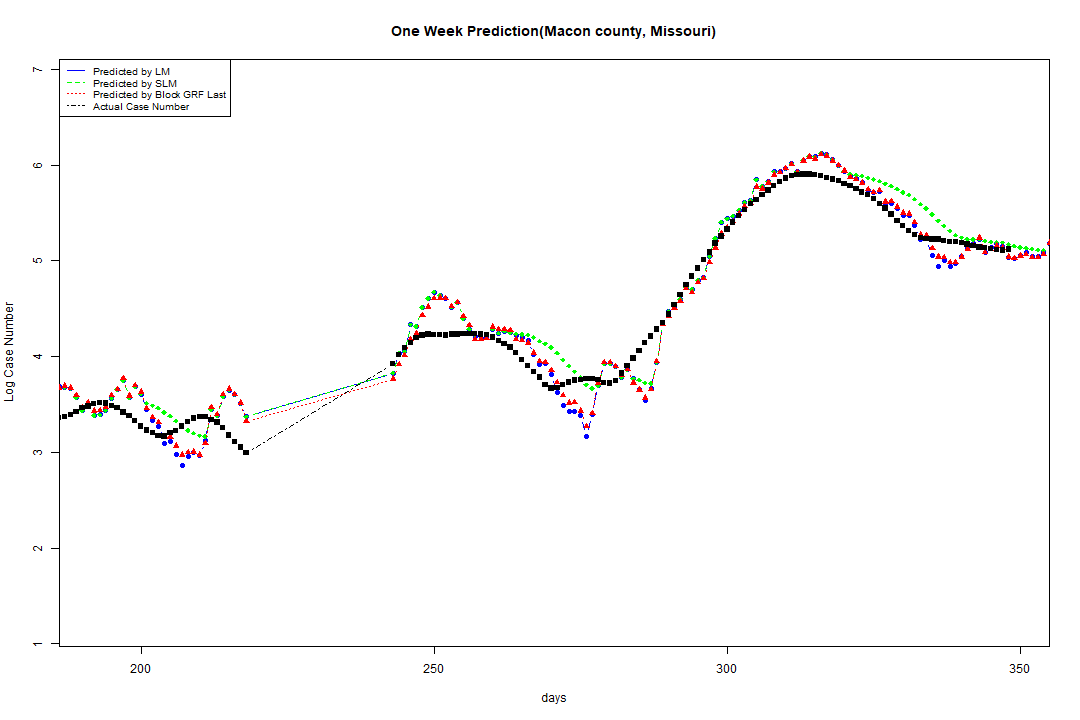 One Week Prediction(Macon county, Missouri)
Predicted by LM
Predicted by SLM
Predicted by Block GRF Last
Actual Case Number
7
6
5
4
3
2
1
Log Case Number
200
250
300
350
days